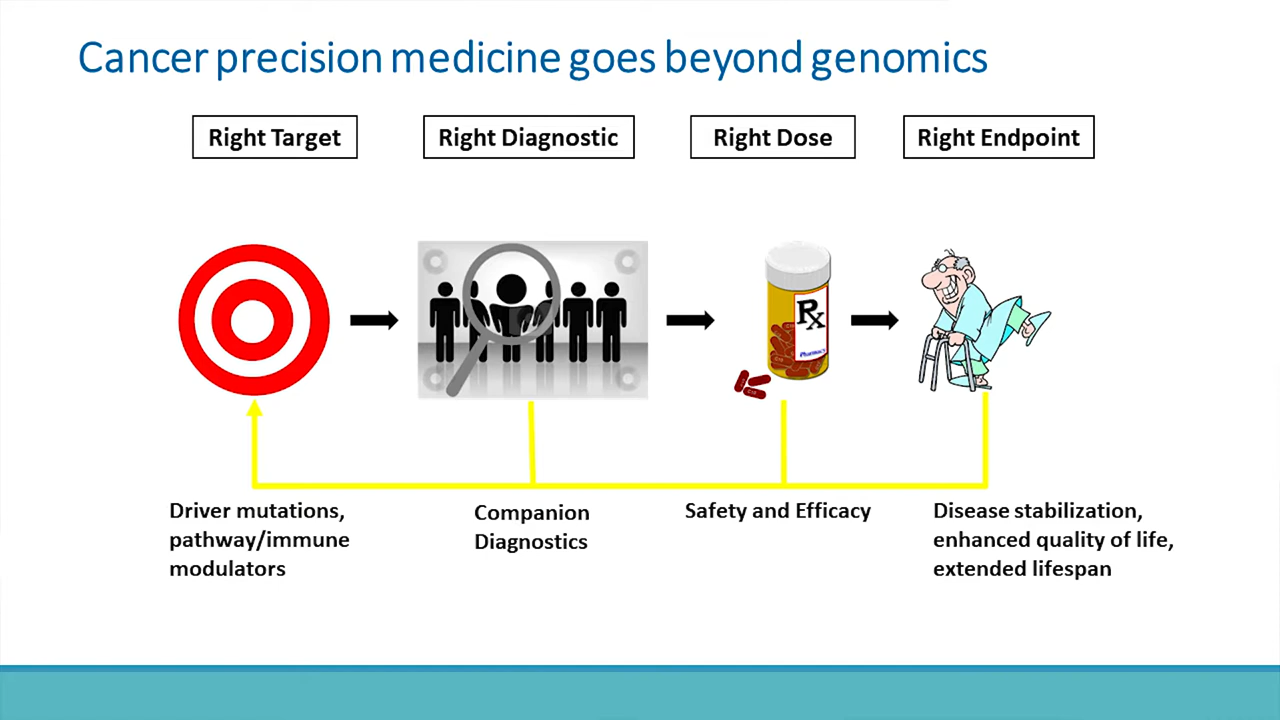 Cancer precision medicine goes beyond genomics
Right Target
Right Diagnostic
Right Dose
Right Endpoint
Rx
Pharmacy
Driver mutations,
pathway/immune
modulators
Companion
Diagnostics
Safety and Efficacy
Disease stabilization,
enhanced quality of life,
extended lifespan